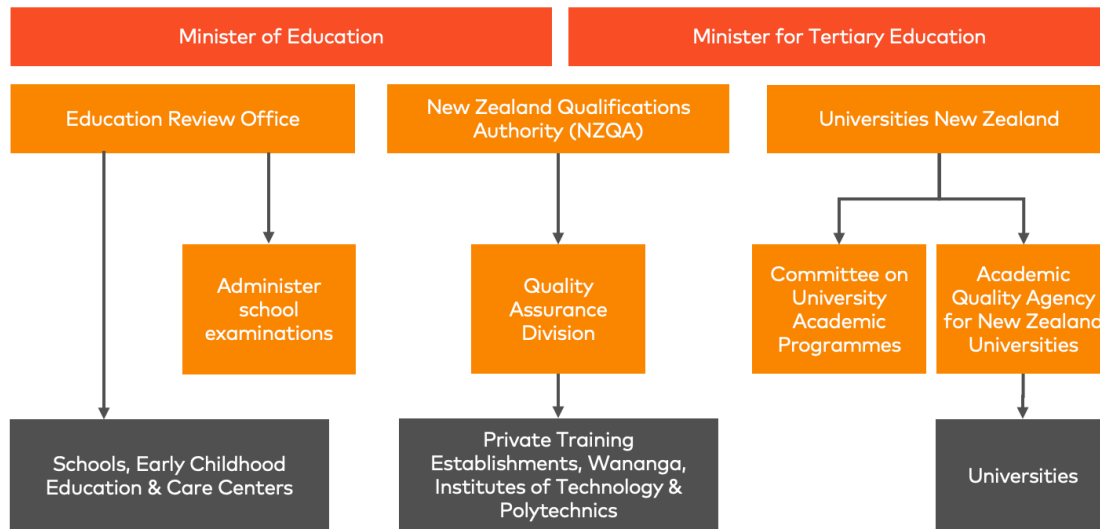 Minister of Education
Minister for Tertiary Education
Education Review Office
New Zealand Qualifications
Authority (NZQA)
Universities New Zealand
Administer
school
examinations
Quality
Assurance
Division
Committee on
University
Academic
Programmes
Academic
Quality Agency
for New Zealand
Universities
Schools, Early Childhood
Education & Care Centers
Private Training
Establishments, Wananga,
Institutes of Technology &
Polytechnics
Universities